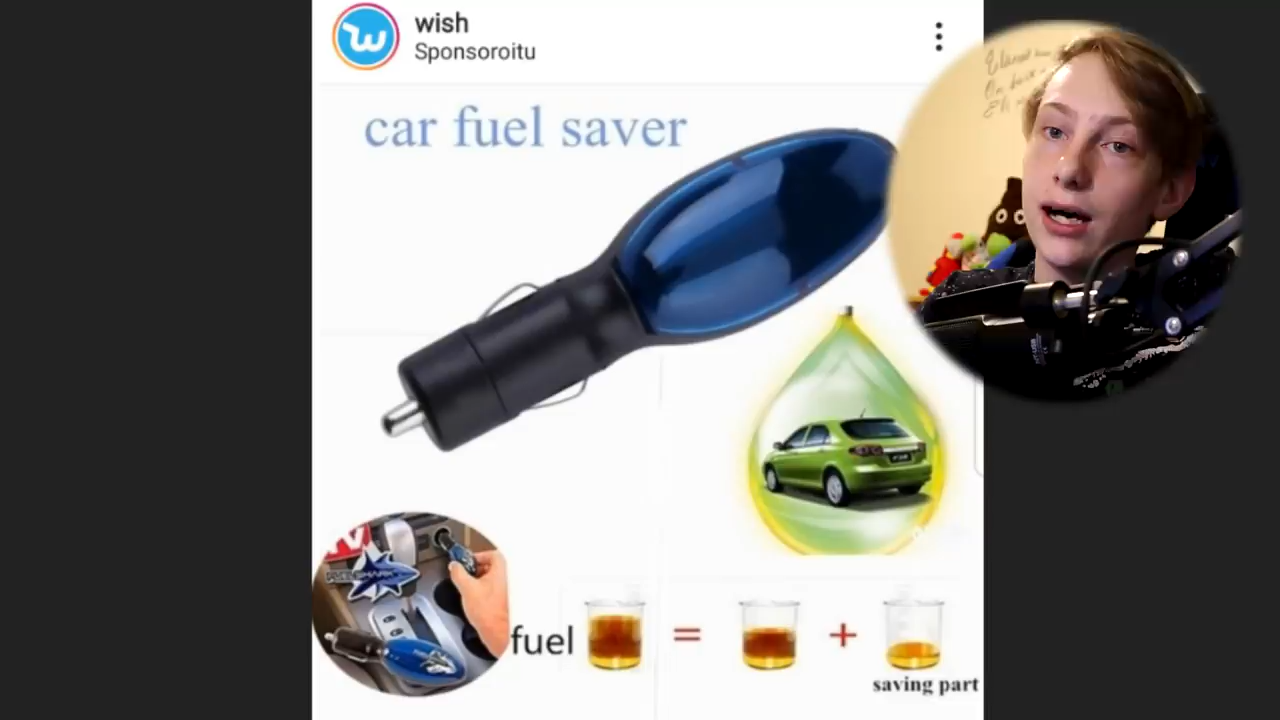 wish
Sponsoroitu
car fuel saver
fuel
=
+
saving part